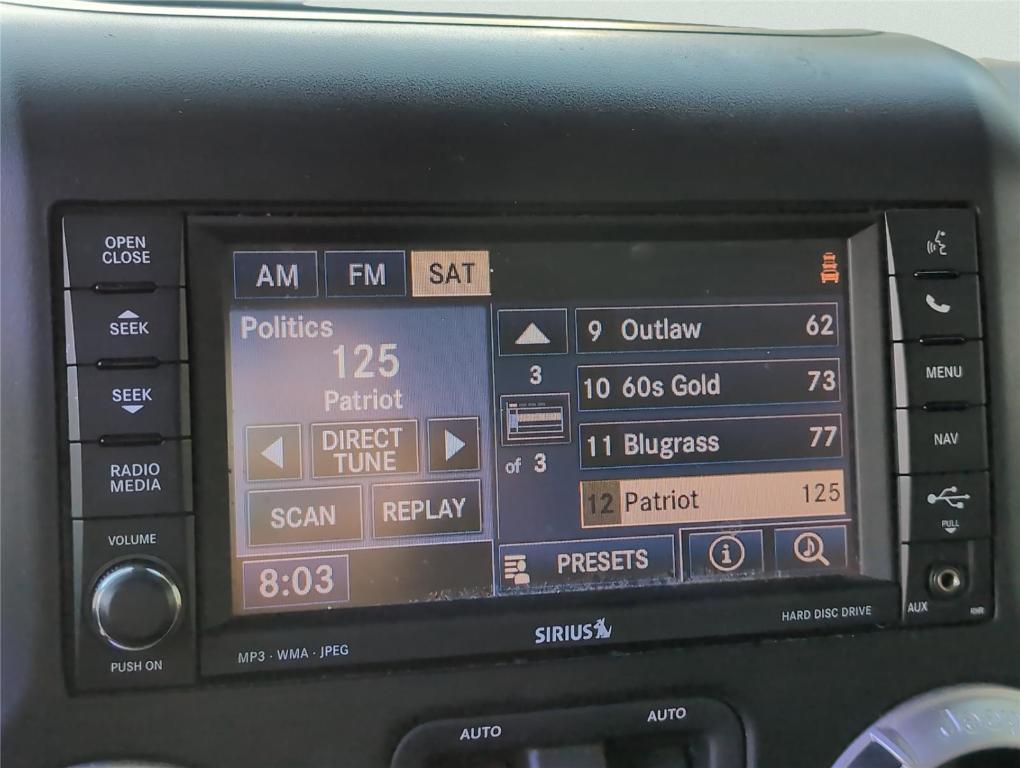 OPEN
CLOSE
SEEK
SEEK
RADIO
MEDIA
VOLUME
PUSH ON
AM FM SAT
Politics
125
Patriot
DIRECT
TUNE
SCAN REPLAY
8:03
3
of 3
9 Outlaw 62
10 60s Gold 73
11 Blugrass 77
12 Patriot 125
PRESETS
i
MENU
NAV
PULL
AUX RHR
MP3 · WMA · JPEG
SIRIUS
HARD DISC DRIVE
AUTO
AUTO
Jeep